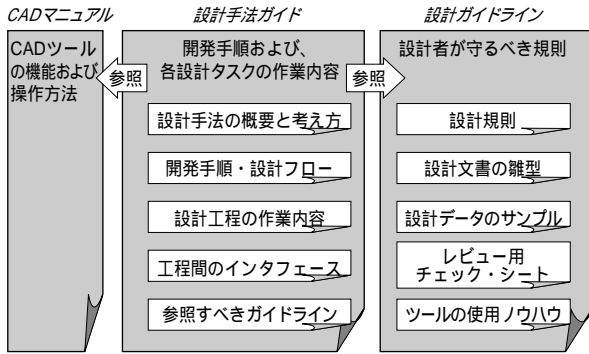 CADマニュアル
CADツール
の機能および
操作方法
参照
設計手法ガイド
開発手順および、
各設計タスクの作業内容
設計手法の概要と考え方
開発手順・設計フロー
設計工程の作業内容
工程間のインタフェース
参照すべきガイドライン
参照
設計ガイドライン
設計者が守るべき規則
設計規則
設計文書の雛型
設計データのサンプル
レビュー用
チェック・シート
ツールの使用ノウハウ